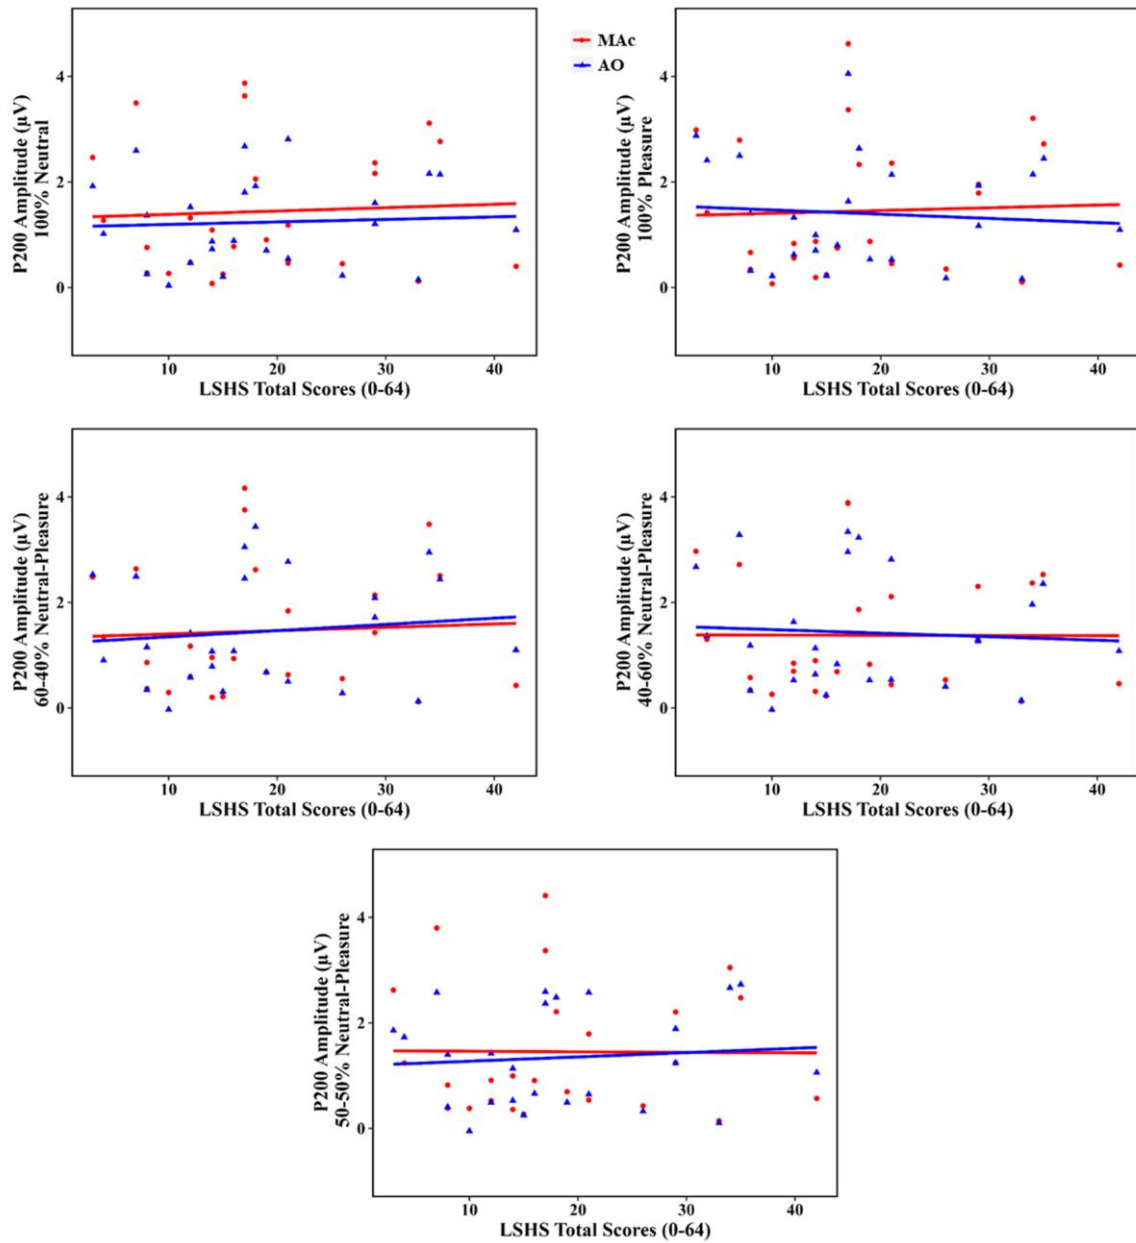 P200 Amplitude (µV)
100% Neutral
4
2
0
10 20 30 40
LSHS Total Scores (0-64)
MAc
AO
P200 Amplitude (µV)
100% Pleasure
4
2
0
10 20 30 40
LSHS Total Scores (0-64)
P200 Amplitude (µV)
60-40% Neutral-Pleasure
4
2
0
10 20 30 40
LSHS Total Scores (0-64)
P200 Amplitude (µV)
40-60% Neutral-Pleasure
4
2
0
10 20 30 40
LSHS Total Scores (0-64)
P200 Amplitude (µV)
50-50% Neutral-Pleasure
4
2
0
10 20 30 40
LSHS Total Scores (0-64)